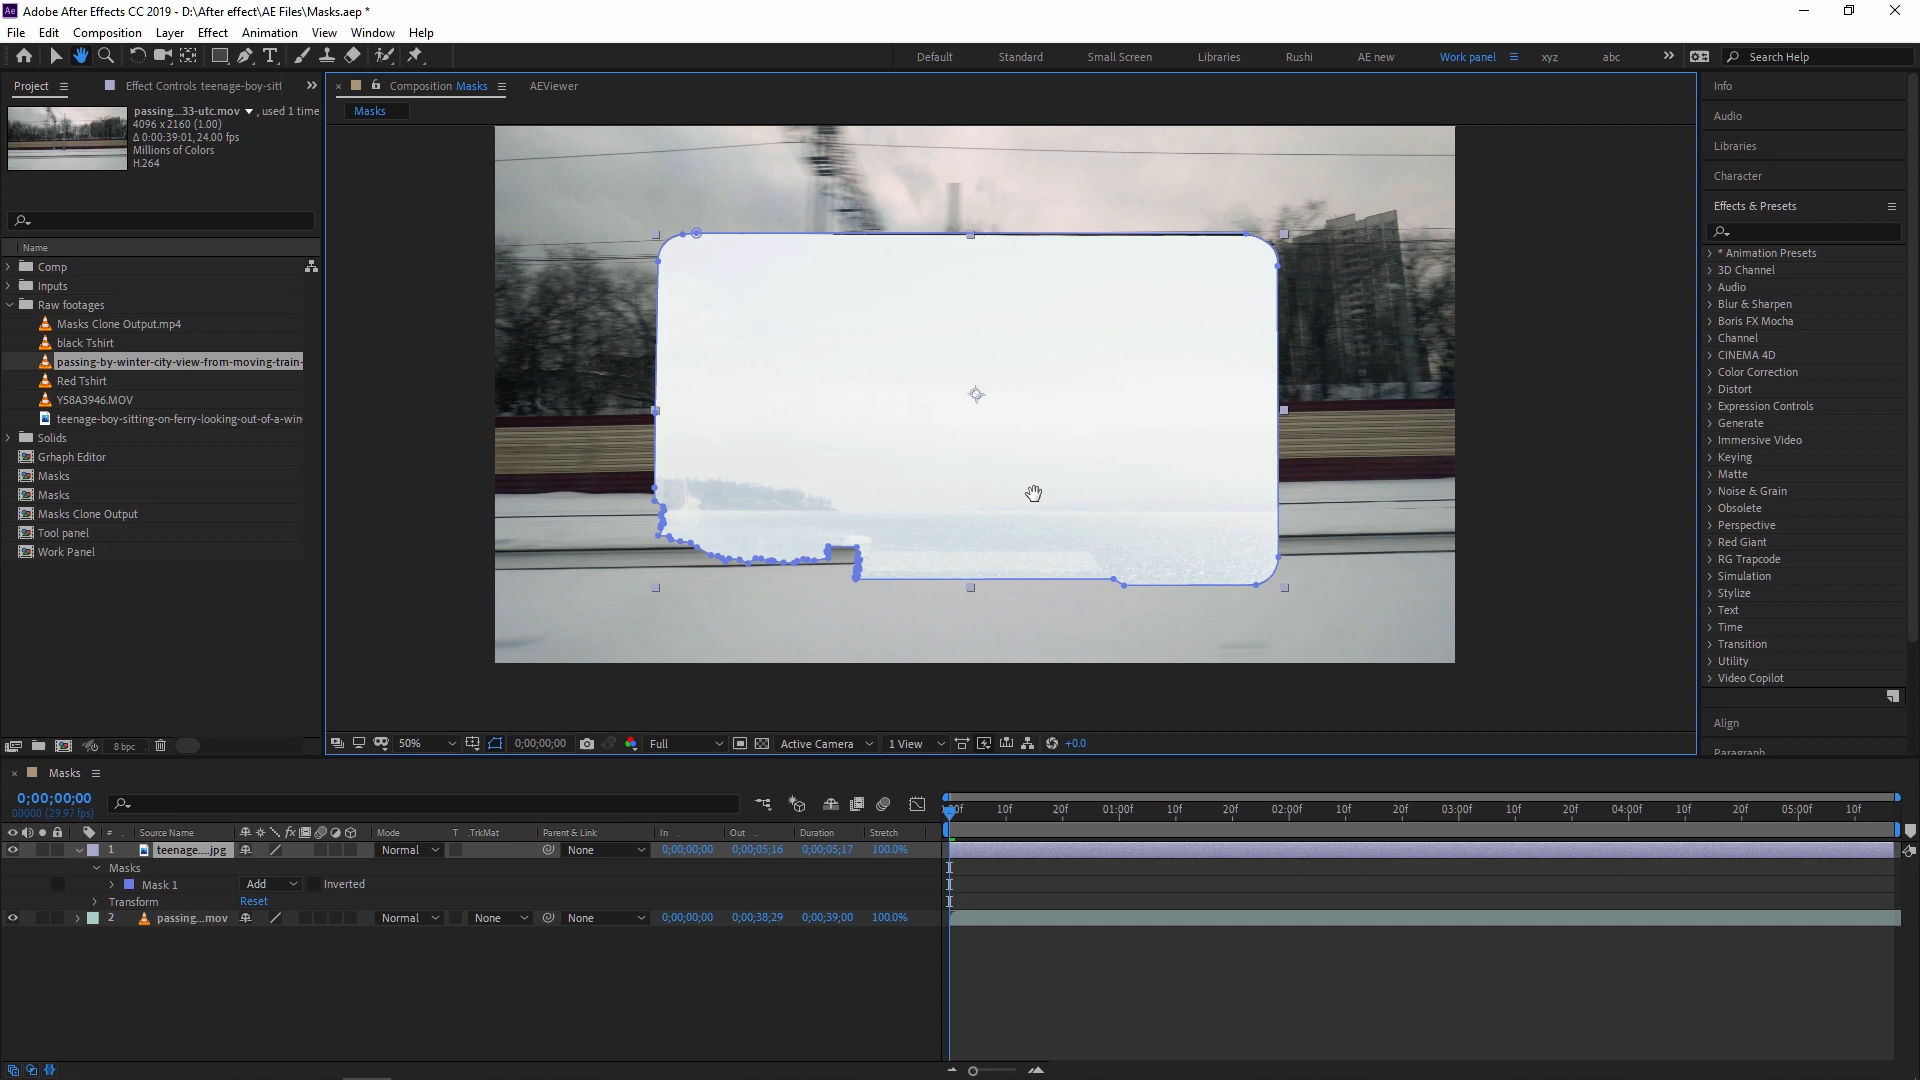 Ae Adobe After Effects CC 2019 - D:\After effect\AE Files\Masks.aep *
File Edit Composition Layer Effect Animation View Window Help
Default Standard Small Screen Libraries Rushi AE new Work panel xyz abc Search Help
Project Effect Controls teenage-boy-sitt
passing...33-utc.mov , used 1 time
4096 x 2160 (1.00)
Δ 0:00:39:01, 24.00 fps
Millions of Colors
H.264
Name
Comp
Inputs
Raw footages
Masks Clone Output.mp4
black Tshirt
passing-by-winter-city-view-from-moving-train-
Red Tshirt
Y58A3946.MOV
teenage-boy-sitting-on-ferry-looking-out-of-a-win
Solids
Grhaph Editor
Masks
Masks
Masks Clone Output
Tool panel
Work Panel
8 bpc
Composition Masks AEViewer
Masks
50% 0;00;00;00 Full Active Camera 1 View +0.0
Info
Audio
Libraries
Character
Effects & Presets
* Animation Presets
3D Channel
Audio
Blur & Sharpen
Boris FX Mocha
Channel
CINEMA 4D
Color Correction
Distort
Expression Controls
Generate
Immersive Video
Keying
Matte
Noise & Grain
Obsolete
Perspective
Red Giant
RG Trapcode
Simulation
Stylize
Text
Time
Transition
Utility
Video Copilot
Align
Paragraph
Masks
0;00;00;00
00000 (29.97 fps)
# Source Name fx Mode T .TrkMat Parent & Link In Out Duration Stretch
1 teenage....jpg Normal None 0;00;00;00 0;00;05;16 0;00;05;17 100.0%
Masks
Mask 1 Add Inverted
Transform Reset
2 passing...mov Normal None None 0;00;00;00 0;00;38;29 0;00;39;00 100.0%
00f 10f 20f 01:00f 10f 20f 02:00f 10f 20f 03:00f 10f 20f 04:00f 10f 20f 05:00f 10f